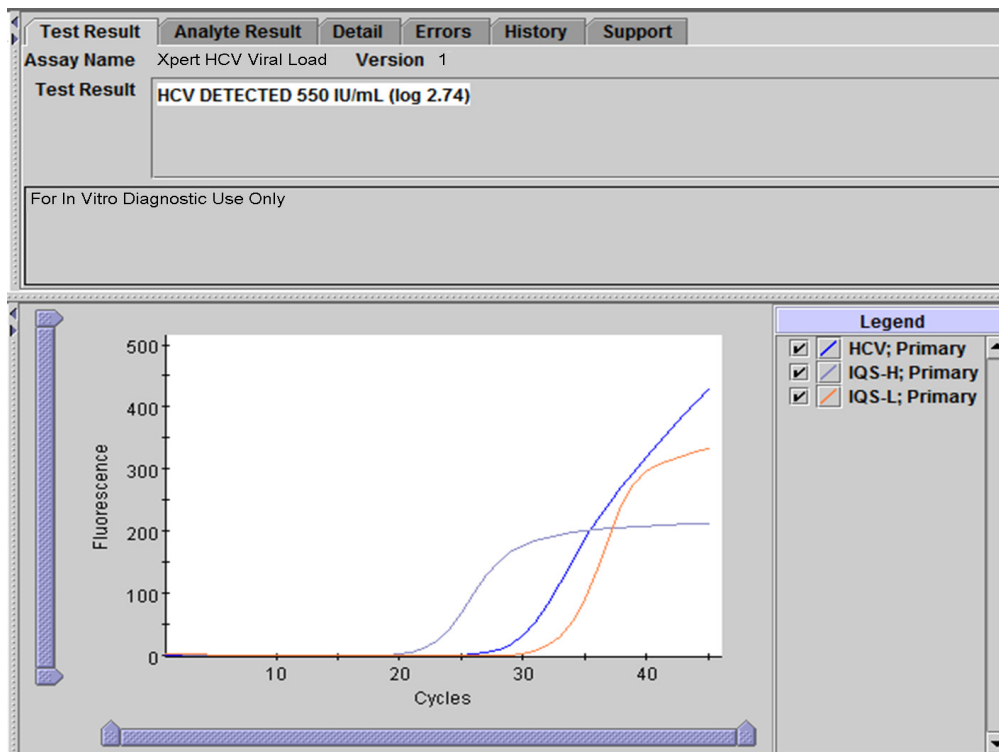 Test Result Analyte Result Detail Errors History Support
Assay Name Xpert HCV Viral Load Version 1
Test Result HCV DETECTED 550 IU/mL (log 2.74)
For In Vitro Diagnostic Use Only
500
400
300
200
100
0
Fluorescence
10 20 30 40
Cycles
Legend
HCV; Primary
IQS-H; Primary
IQS-L; Primary